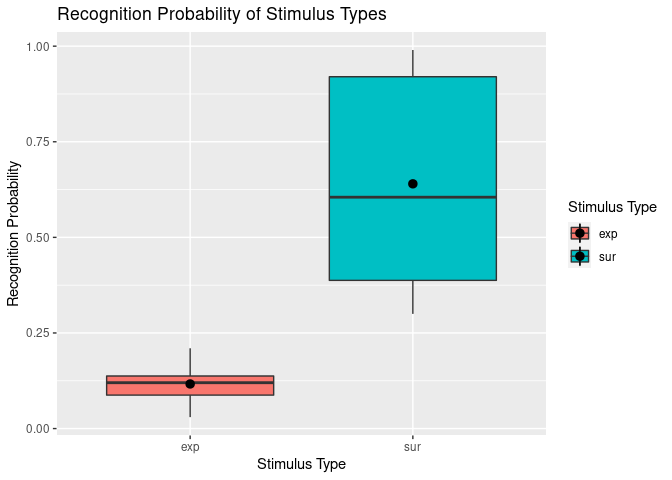 Recognition Probability of Stimulus Types
Recognition Probability
1.00
0.75
0.50
0.25
0.00
exp
sur
Stimulus Type
Stimulus Type
exp
sur